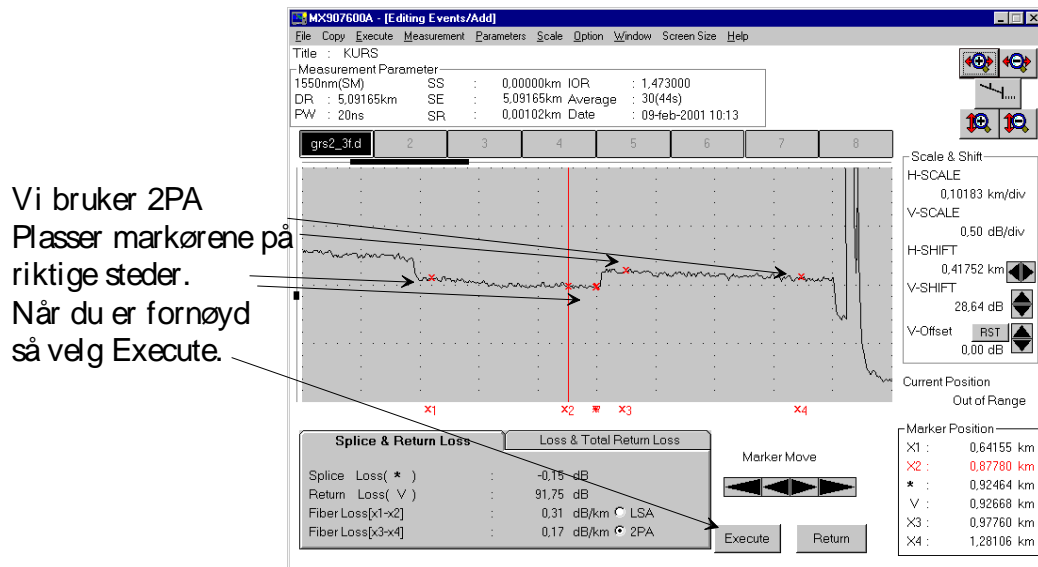 MX907600A - [Editing Events/Add]
File Copy Execute Measurement Parameters Scale Option Window Screen Size Help
Title : KURS
Measurement Parameter
1550nm(SM) SS : 0,00000km IOR : 1,473000
DR : 5,09165km SE : 5,09165km Average : 30(44s)
PW : 20ns SR : 0,00102km Date : 09-feb-2001 10:13
grs2_3f.d 2 3 4 5 6 7 8
Scale & Shift
H-SCALE
0,10183 km/div
V-SCALE
0,50 dB/div
H-SHIFT
0,41752 km
V-SHIFT
28,64 dB
V-Offset RST
0,00 dB
Current Position
Out of Range
Vi bruker 2PA
Plasser markørene på
riktige steder.
Når du er fornøyd
så velg Execute.
x1 x2 * x3 x4
Splice & Return Loss Loss & Total Return Loss
Splice Loss( * ) : -0,15 dB
Return Loss( V ) : 91,75 dB
Fiber Loss[x1-x2] : 0,31 dB/km LSA
Fiber Loss[x3-x4] : 0,17 dB/km 2PA
Marker Move
Execute Return
Marker Position
X1 : 0,64155 km
X2 : 0,87780 km
* : 0,92464 km
V : 0,92668 km
X3 : 0,97760 km
X4 : 1,28106 km